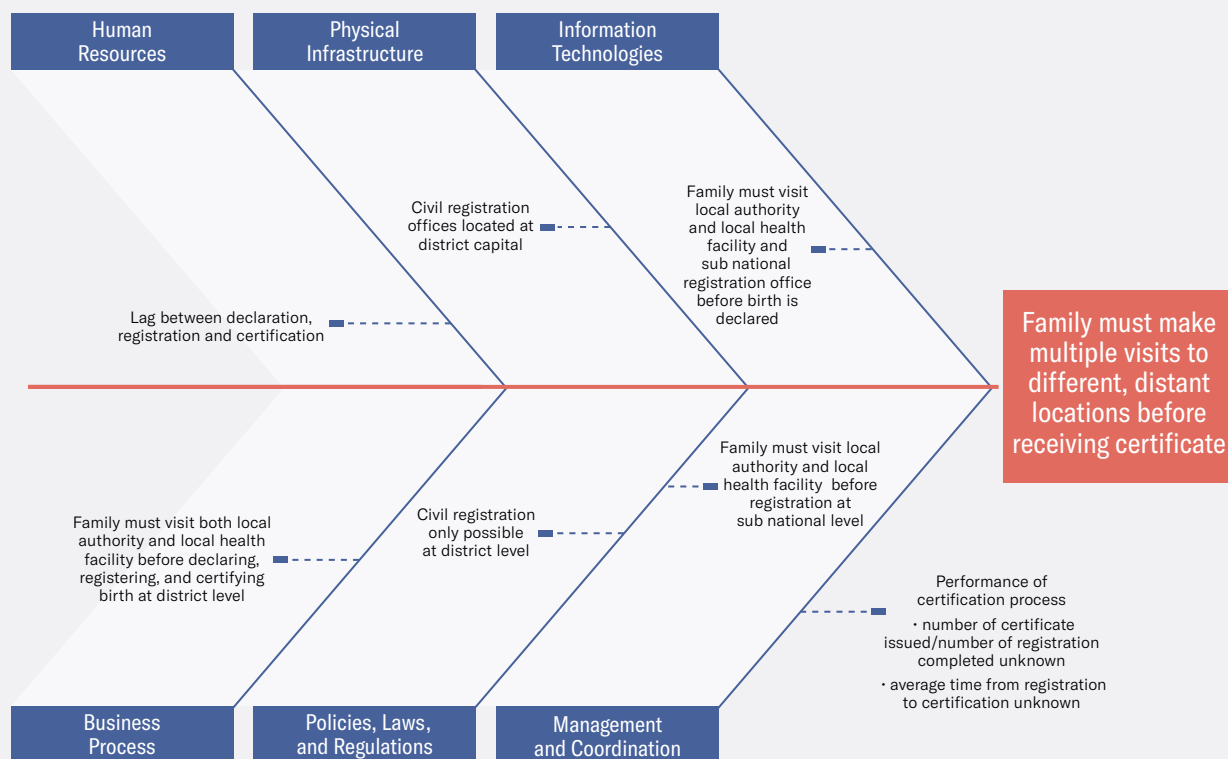 Human
Resources
Physical
Infrastructure
Information
Technologies
Lag between declaration,
registration and certification
Civil registration
offices located at
district capital
Family must visit
local authority
and local health
facility and
sub national
registration office
before birth is
declared
Family must make
multiple visits to
different, distant
locations before
receiving certificate
Family must visit both local
authority and local health
facility before declaring,
registering, and certifying
birth at district level
Civil registration
only possible
at district level
Family must visit local
authority and local
health facility before
registration at
sub national level
Performance of
certification process
• number of certificate
issued/number of registration
completed unknown
• average time from registration
to certification unknown
Business
Process
Policies, Laws,
and Regulations
Management
and Coordination